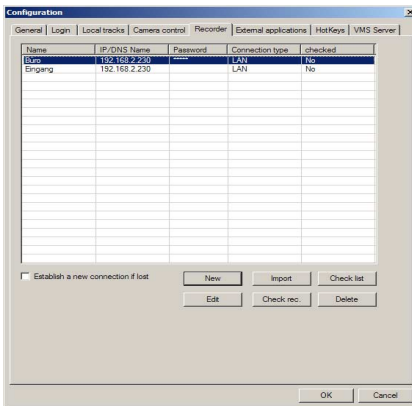 Configuration
General Login Local tracks Camera control Recorder External applications HotKeys VMS Server
Name IP/DNS Name Password Connection type checked
Büro 192.168.2.230 ***** LAN No
Eingang 192.168.2.230 LAN No
Establish a new connection if lost
New Import Check list
Edit Check rec. Delete
OK Cancel